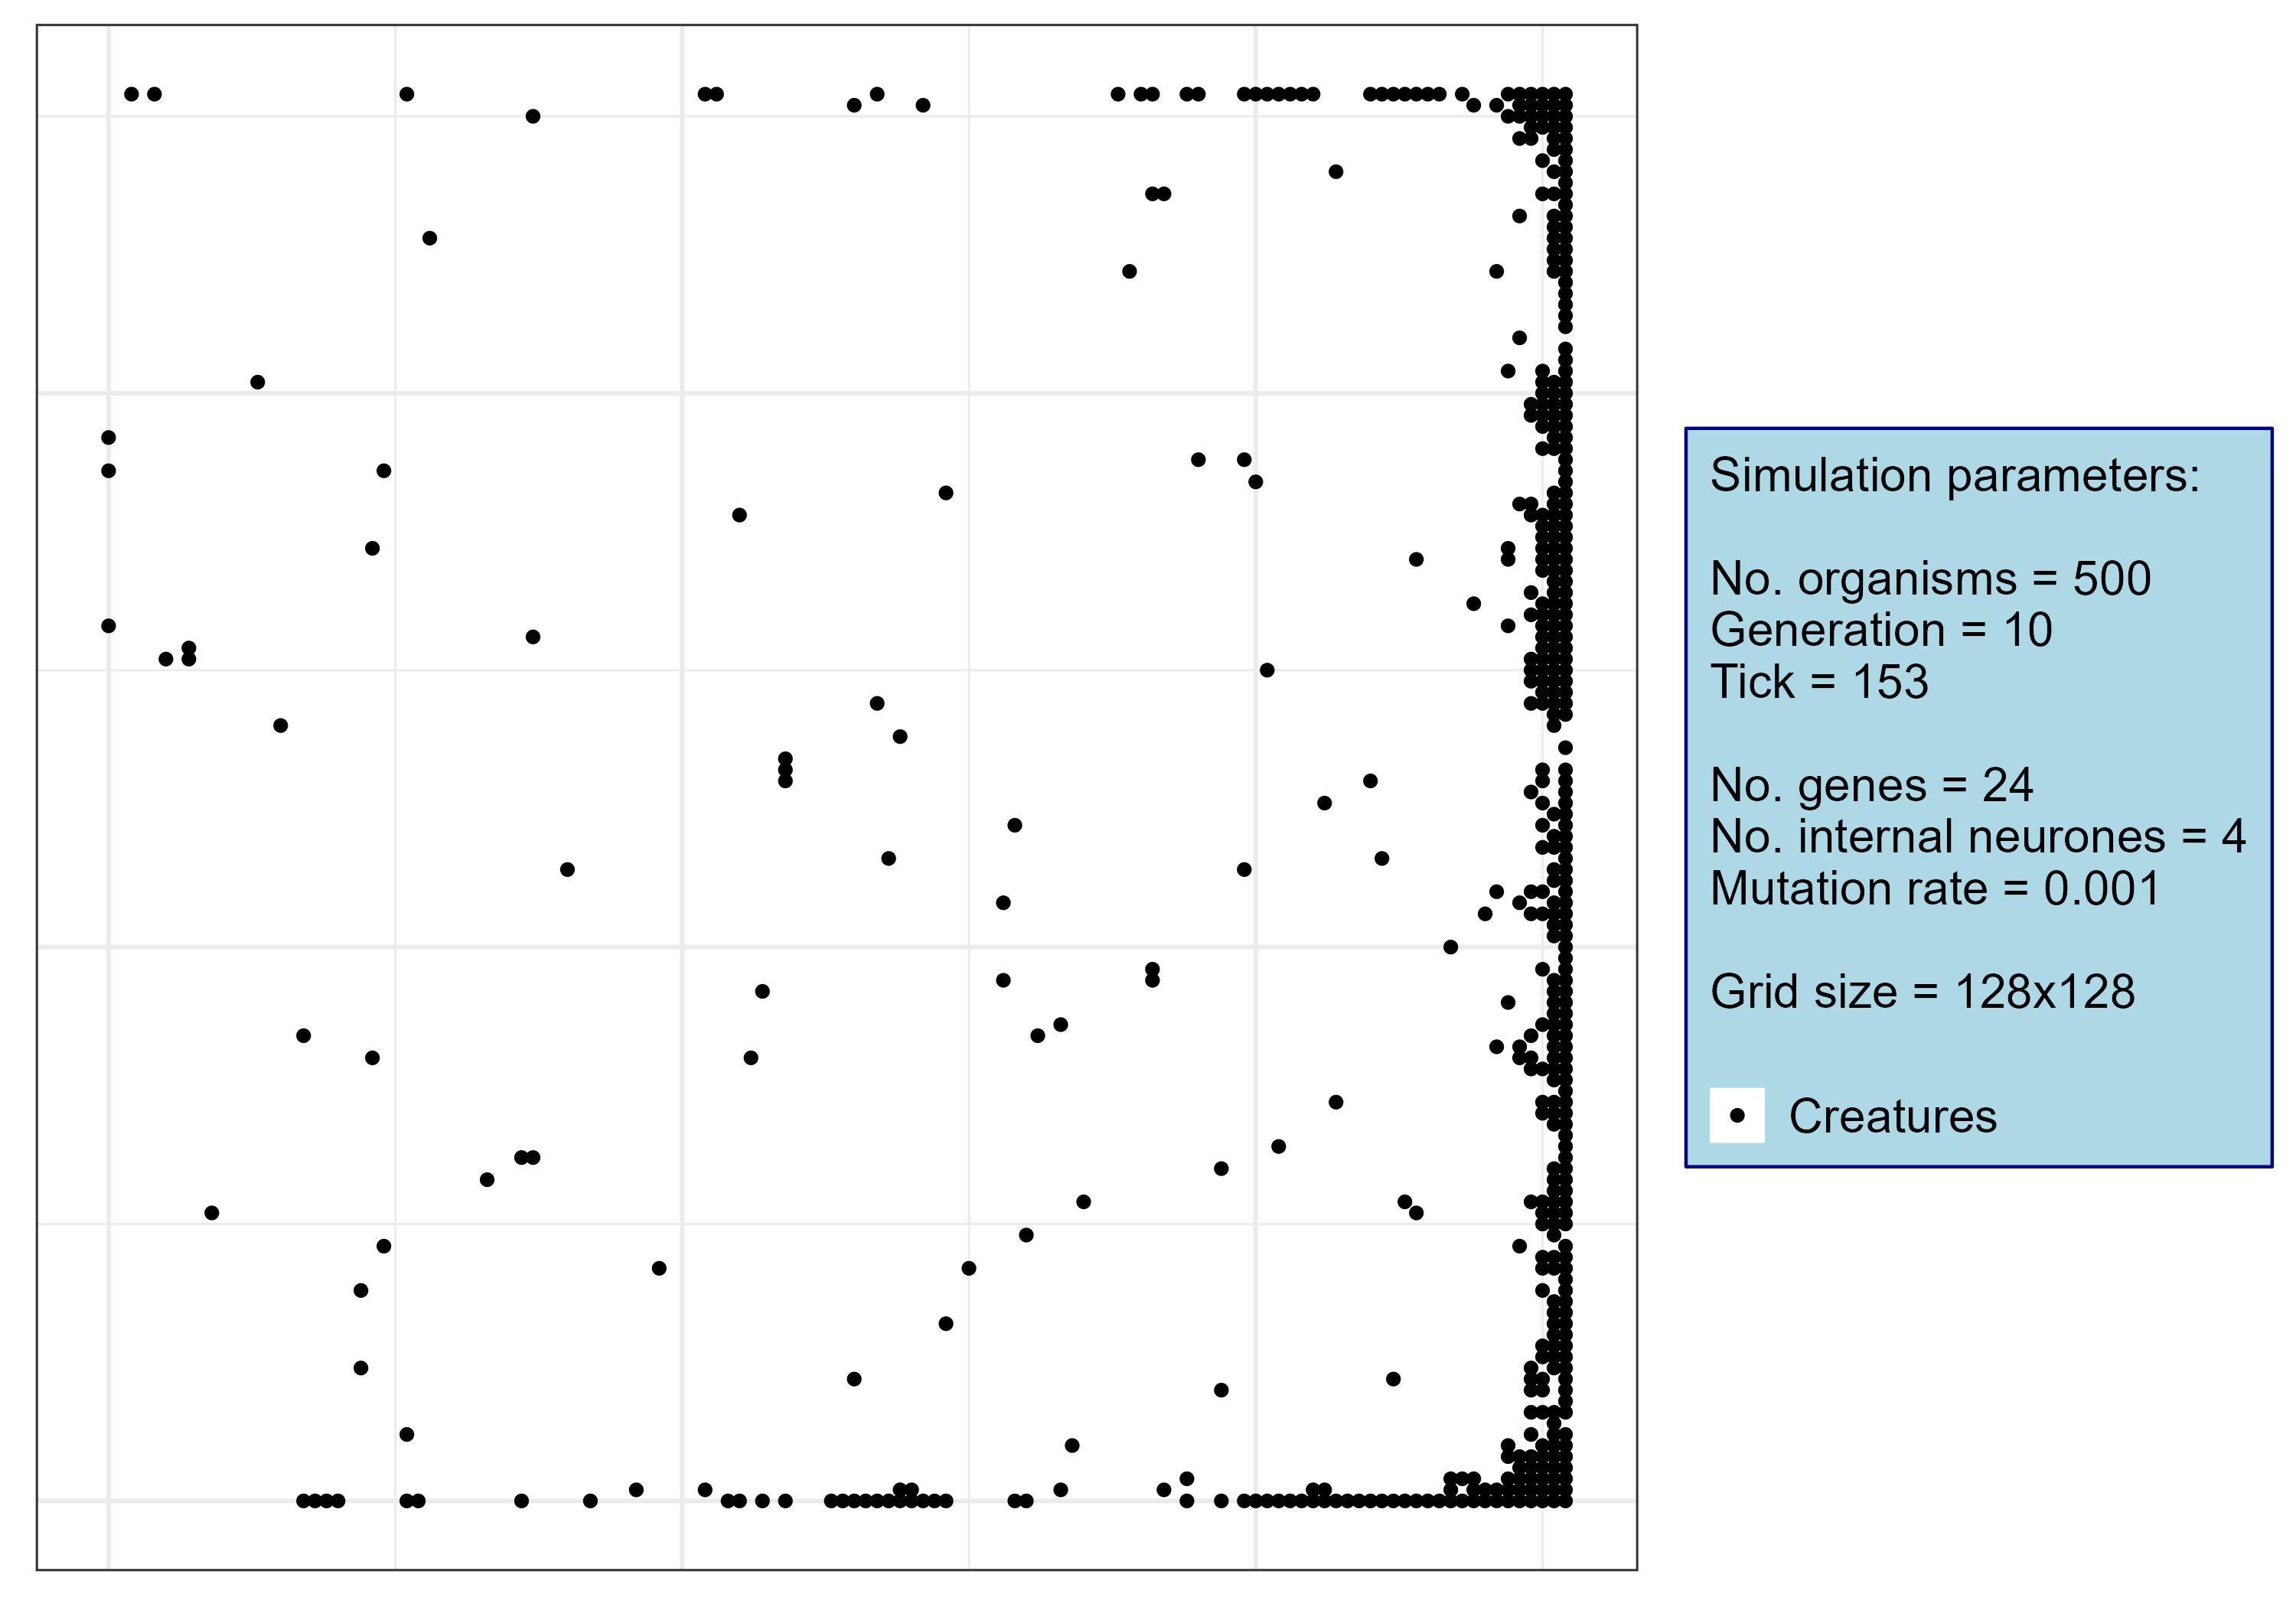 Simulation parameters:
No. organisms = 500
Generation = 10
Tick = 153
No. genes = 24
No. internal neurones = 4
Mutation rate = 0.001
Grid size = 128x128
Creatures